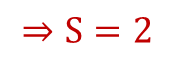 ⇒ S = 2